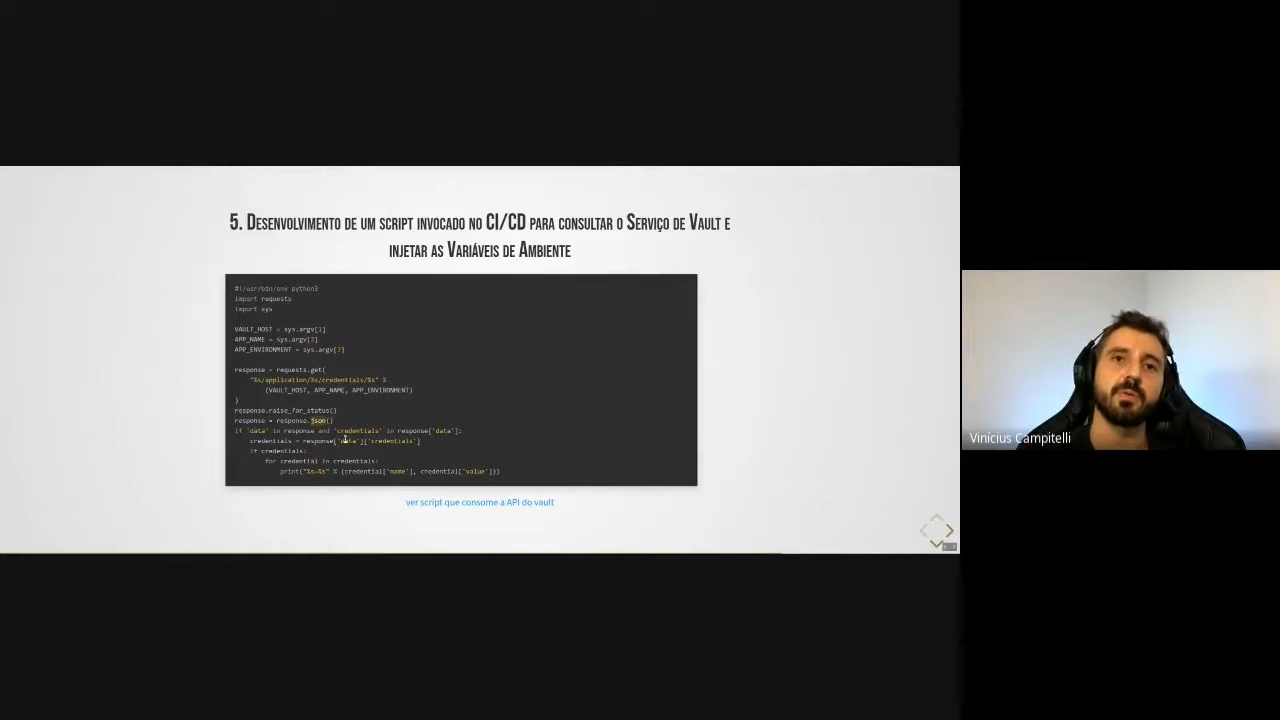 5. Desenvolvimento de um script invocado no CI/CD para consultar o Serviço de Vault e
injetar as Variáveis de Ambiente
#!/usr/bin/env python3
import requests
import sys
VAULT_HOST = sys.argv[1]
APP_NAME = sys.argv[2]
APP_ENVIRONMENT = sys.argv[3]
response = requests.get(
"%s/application/%s/credentials/%s" %
(VAULT_HOST, APP_NAME, APP_ENVIRONMENT)
)
response.raise_for_status()
response = response.json()
if 'data' in response and 'credentials' in response['data']:
credentials = response['data']['credentials']
if credentials:
for credential in credentials:
print("%s=%s" % (credential['name'], credential['value']))
ver script que consome a API do vault
Vinícius Campitelli